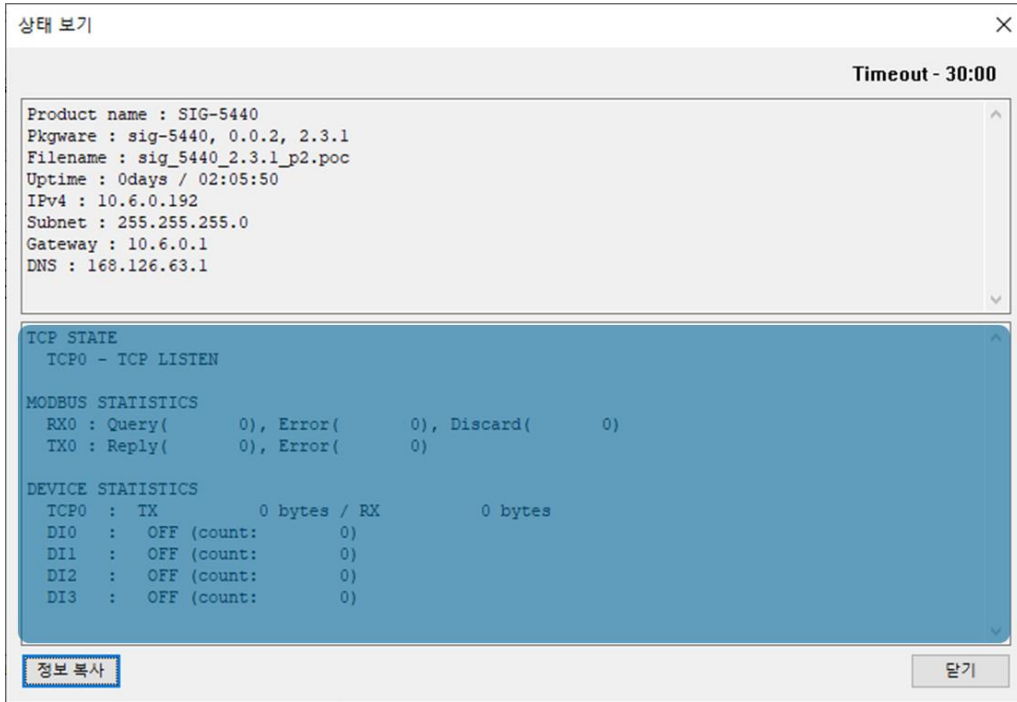 상태 보기
Timeout - 30:00
Product name : SIG-5440
Pkgware : sig-5440, 0.0.2, 2.3.1
Filename : sig_5440_2.3.1_p2.poc
Uptime : 0days / 02:05:50
IPv4 : 10.6.0.192
Subnet : 255.255.255.0
Gateway : 10.6.0.1
DNS : 168.126.63.1
TCP STATE
TCP0 - TCP LISTEN
MODBUS STATISTICS
RX0 : Query( 0), Error( 0), Discard( 0)
TX0 : Reply( 0), Error( 0)
DEVICE STATISTICS
TCP0 : TX 0 bytes / RX 0 bytes
DI0 : OFF (count: 0)
DI1 : OFF (count: 0)
DI2 : OFF (count: 0)
DI3 : OFF (count: 0)
정보 복사
닫기